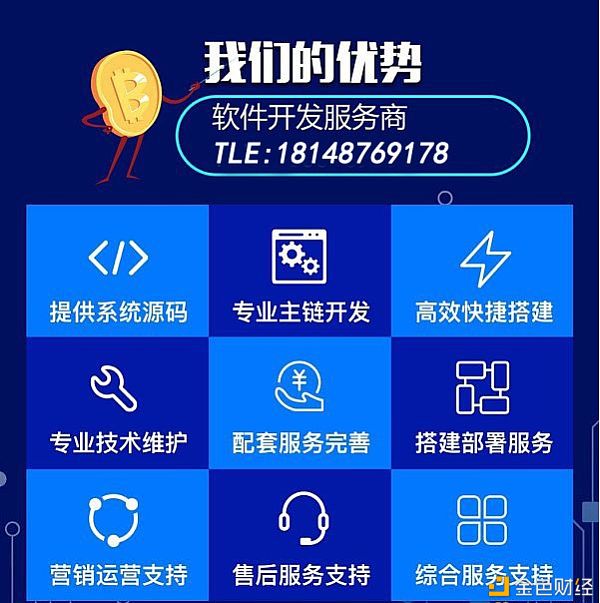 我们的优势
软件开发服务商
TLE:18148769178
提供系统源码
专业主链开发
高效快捷搭建
专业技术维护
配套服务完善
搭建部署服务
营销运营支持
售后服务支持
综合服务支持
金色财经